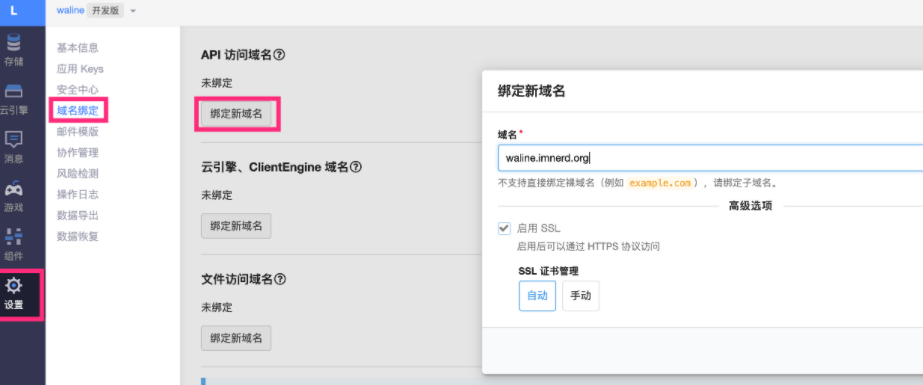 L
waline 开发版
存储
云引擎
消息
游戏
组件
设置
基本信息
应用 Keys
安全中心
域名绑定
邮件模版
协作管理
风险检测
操作日志
数据导出
数据恢复
API 访问域名?
未绑定
绑定新域名
云引擎、ClientEngine 域名?
未绑定
绑定新域名
文件访问域名?
未绑定
绑定新域名
绑定新域名
域名*
waline.imnerd.org
不支持直接绑定裸域名（例如 example.com），请绑定子域名。
高级选项
启用 SSL
启用后可以通过 HTTPS 协议访问
SSL 证书管理
自动 手动